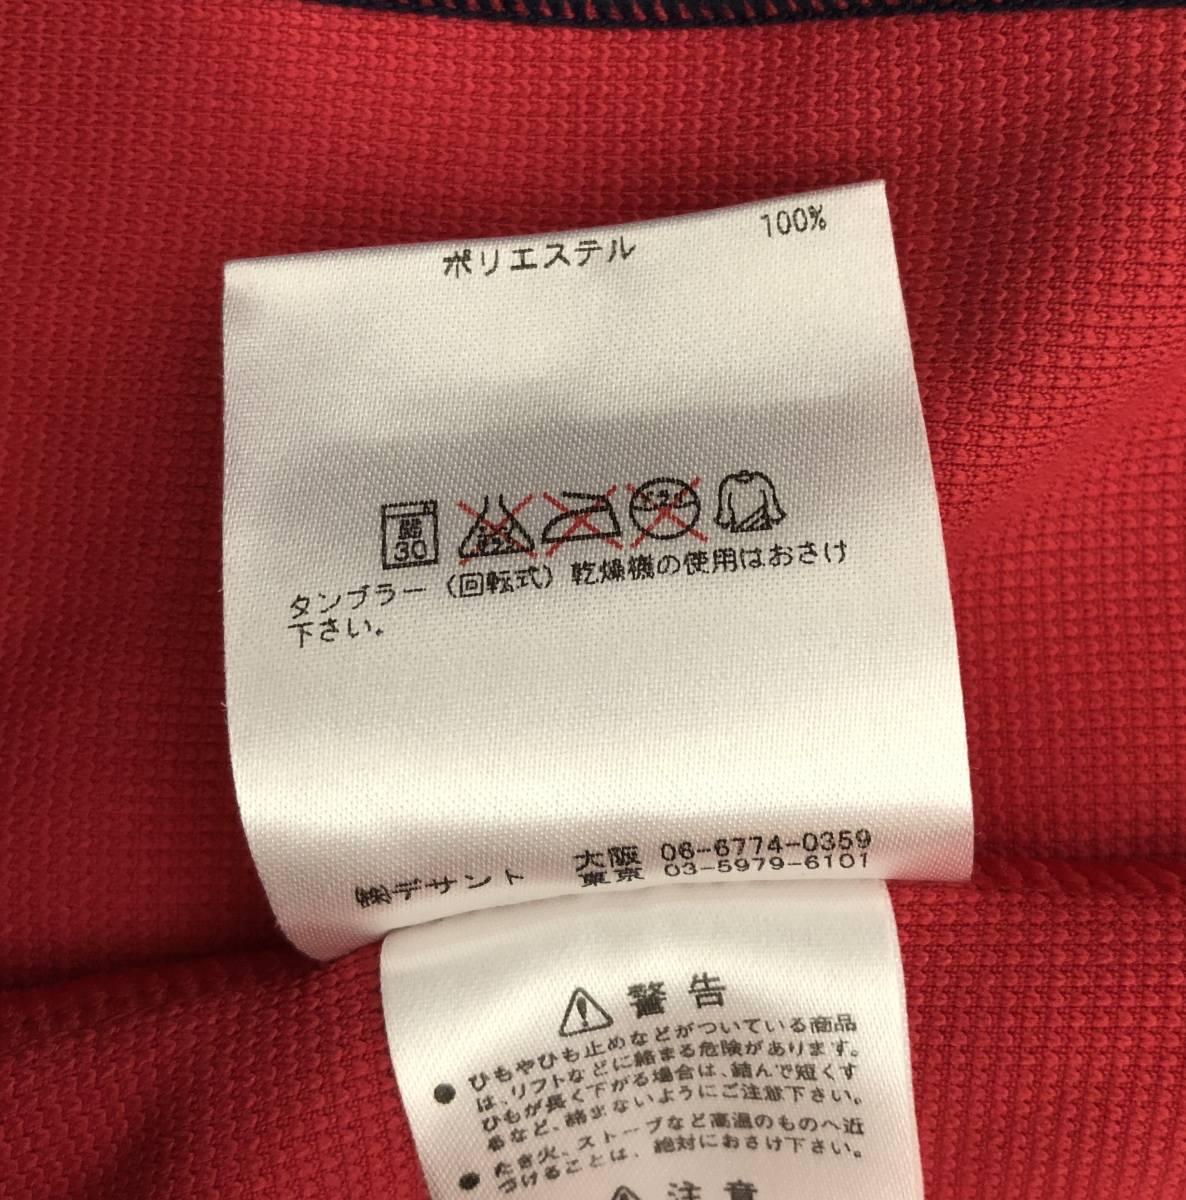 ポリエステル 100%
弱
30
タンブラー（回転式）乾燥機の使用はおさけ
下さい。
デサント 大阪 06-6774-0359
東京 03-5979-6101
警告
● ひもやひも止めなどがついている商品
は、リフトなどに絡まる危険があります。
ひもが長く下がる場合は、結んで短くす
るなど、絡まないようにご注意下さい。
● たき火、ストーブなど高温のものへ近
づけることは、絶対におさけ下さい。
注意